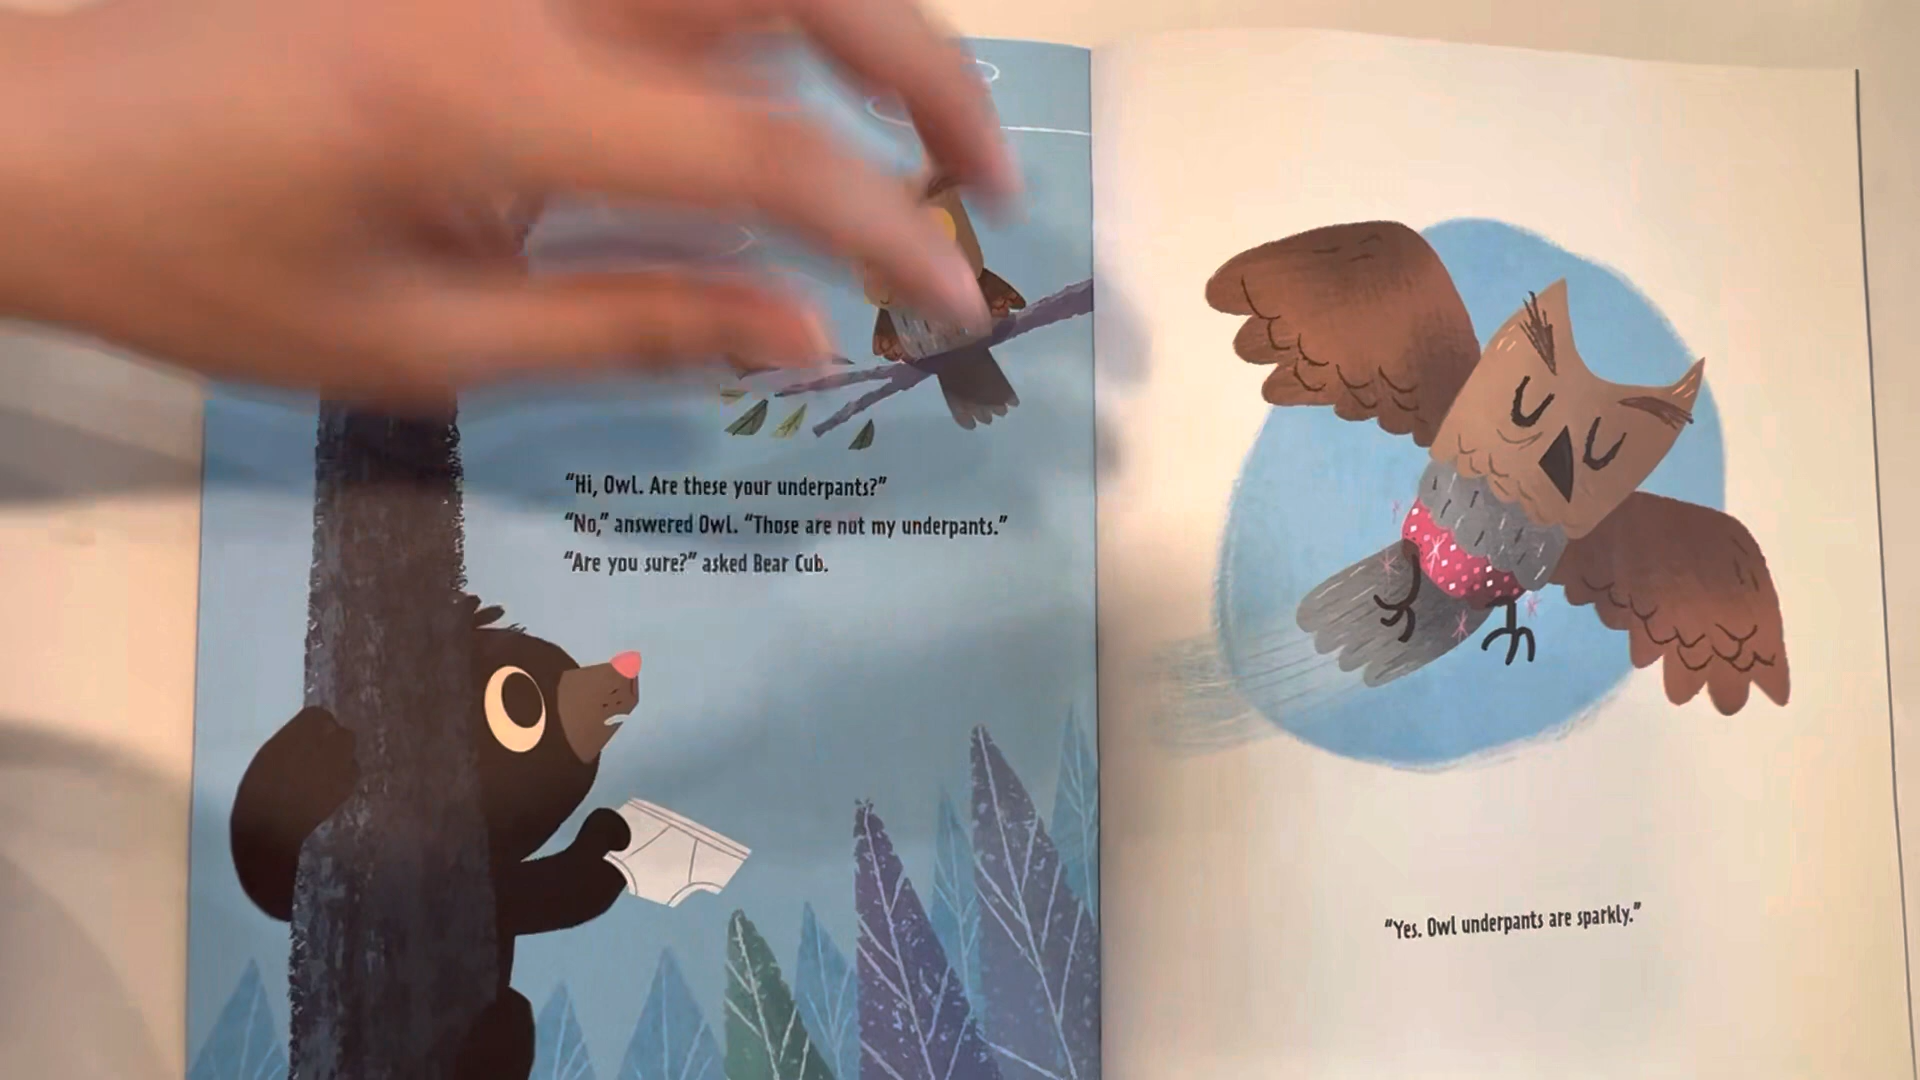 “Hi, Owl. Are these your underpants?”
“No,” answered Owl. “Those are not my underpants.”
“Are you sure?” asked Bear Cub.
“Yes. Owl underpants are sparkly.”